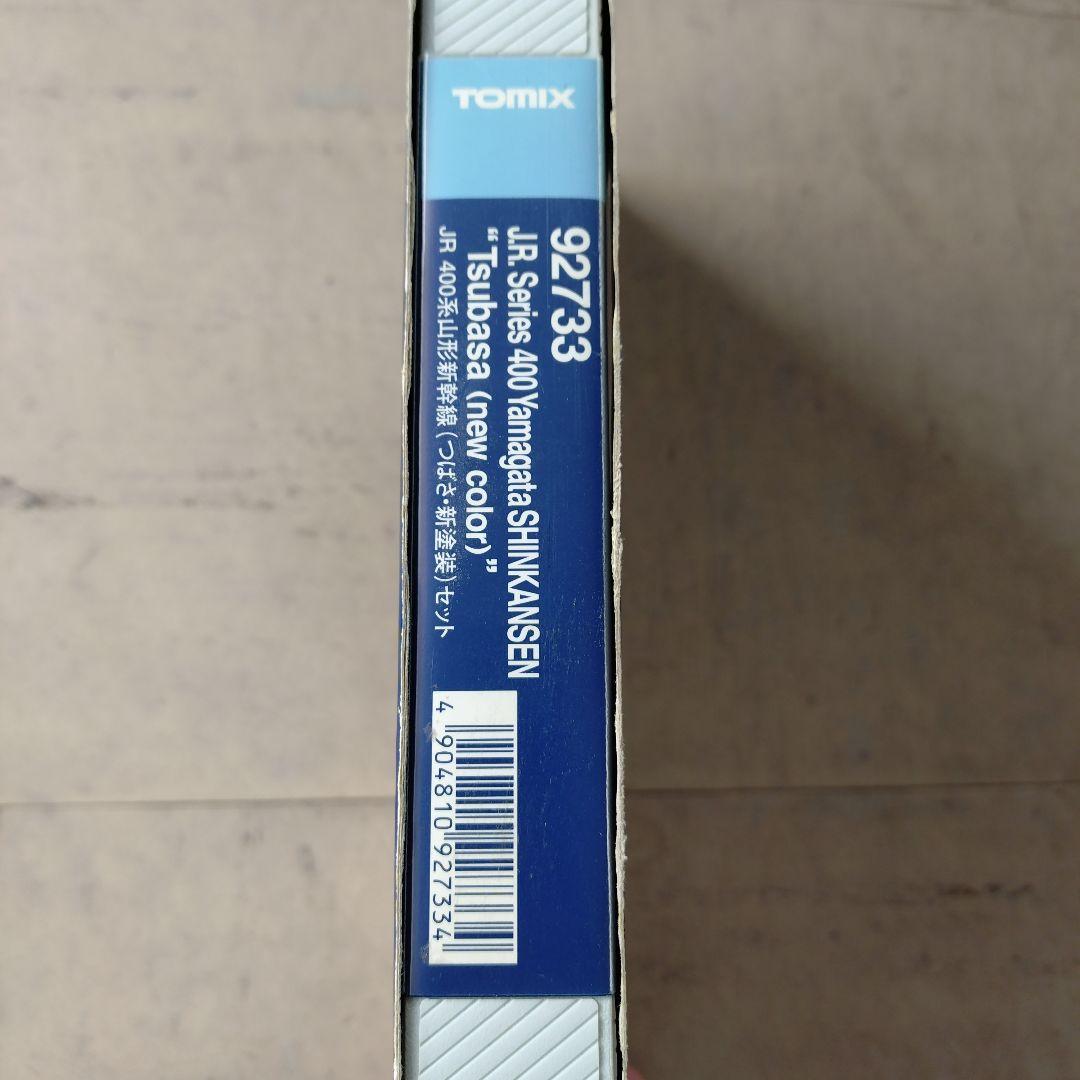 TOMIX
92733
J.R. Series 400 Yamagata SHINKANSEN
“Tsubasa (new color)”
JR 400系山形新幹線(つばさ・新塗装)セット
4 904810 927334